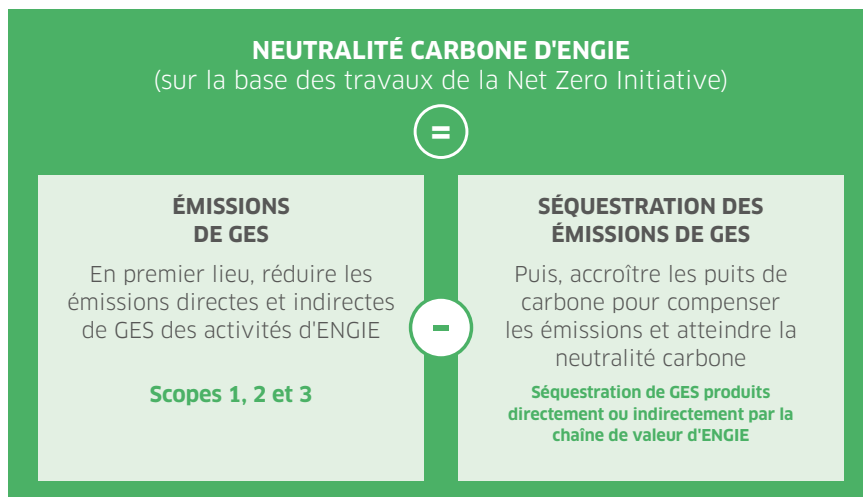 NEUTRALITÉ CARBONE D'ENGIE
(sur la base des travaux de la Net Zero Initiative)
=
ÉMISSIONS
DE GES
En premier lieu, réduire les
émissions directes et indirectes
de GES des activités d'ENGIE
Scopes 1, 2 et 3
-
SÉQUESTRATION DES
ÉMISSIONS DE GES
Puis, accroître les puits de
carbone pour compenser
les émissions et atteindre la
neutralité carbone
Séquestration de GES produits
directement ou indirectement par la
chaîne de valeur d'ENGIE